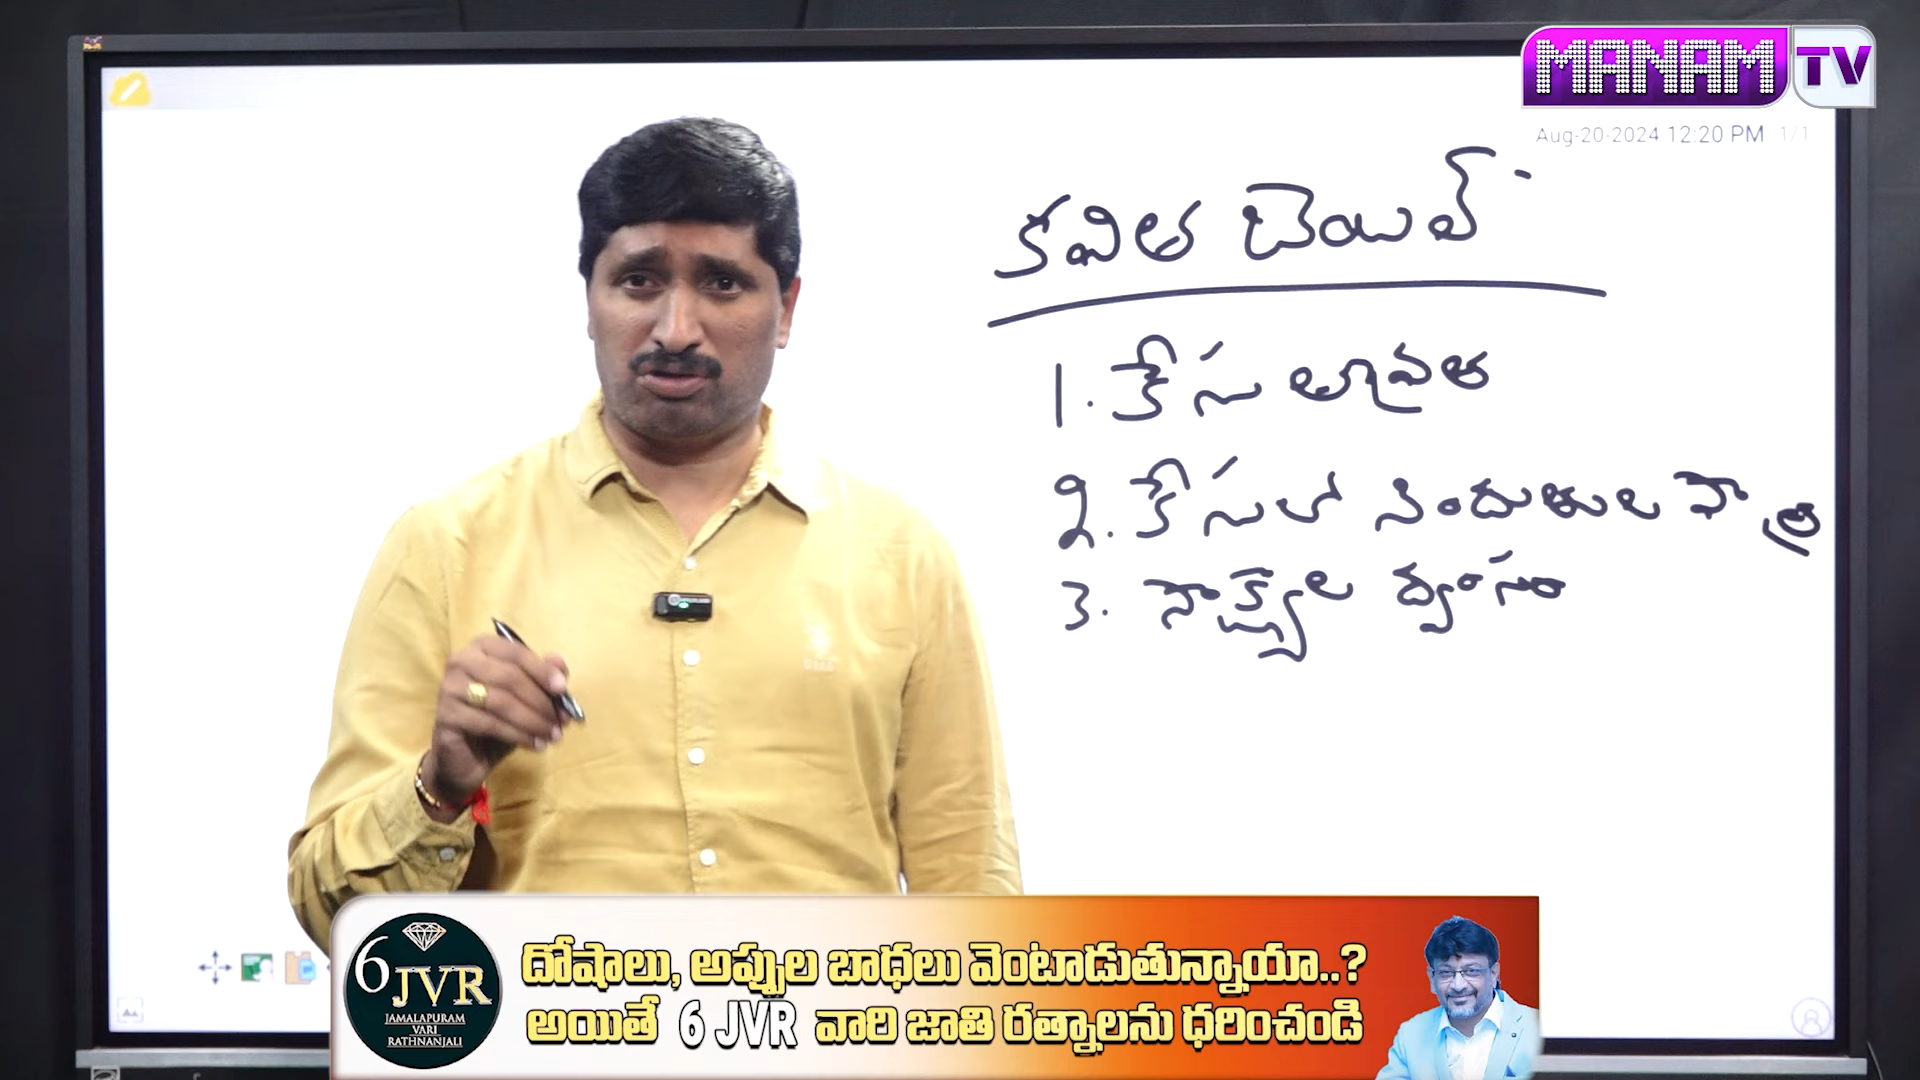 MANAM TV
Aug-20-2024 12:20 PM 1/1
కవిత బెయిల్
1. కేసు తీవ్రత
2. కేసులో నిందుతుల పాత్ర
3. సాక్ష్యాల ధ్వంసం
6 JVR
JAMALAPURAM
VARI
RATHNANJALI
దోషాలు, అప్పుల బాధలు వెంటాడుతున్నాయా..?
అయితే 6 JVR వారి జాతి రత్నాలను ధరించండి